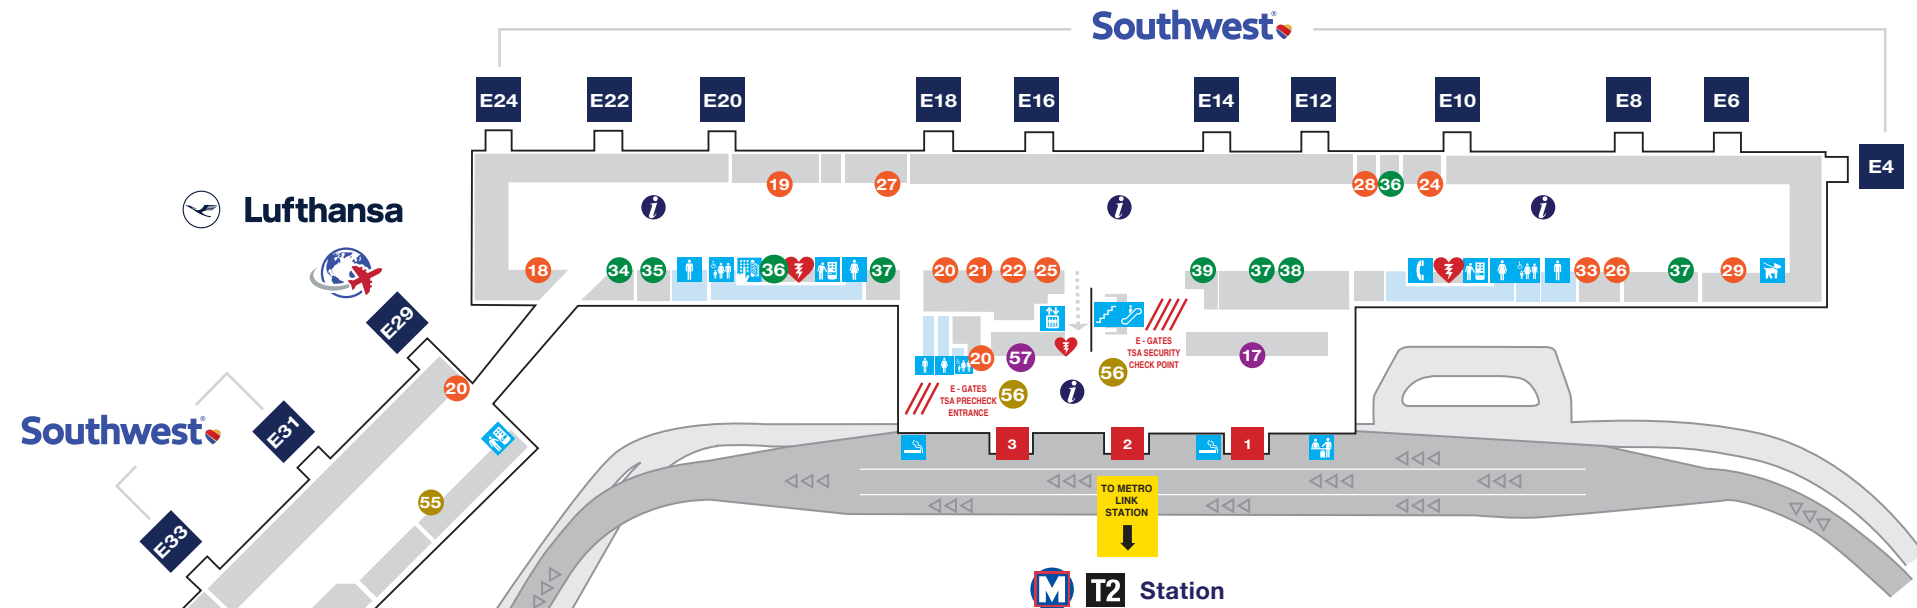 Southwest®
E24 E22 E20 E18 E16 E14 E12 E10 E8 E6
E4
19 27 28 36 24
i i i
Lufthansa
18 34 35 36 37 20 21 22 25 39 37 38 33 26 37 29
E29
E - GATES
TSA SECURITY
CHECK POINT
20 57 56 17
20
E - GATES
TSA PRECHECK
ENTRANCE
56 i
Southwest®
E31
3 2 1
55
TO METRO
LINK
STATION
E33
M T2 Station